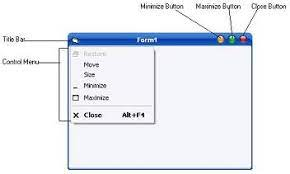 Minimize Button
Maximize Button
Close Button
Title Bar
Form1
Control Menu
Restore
Move
Size
Minimize
Maximize
Close Alt+F4